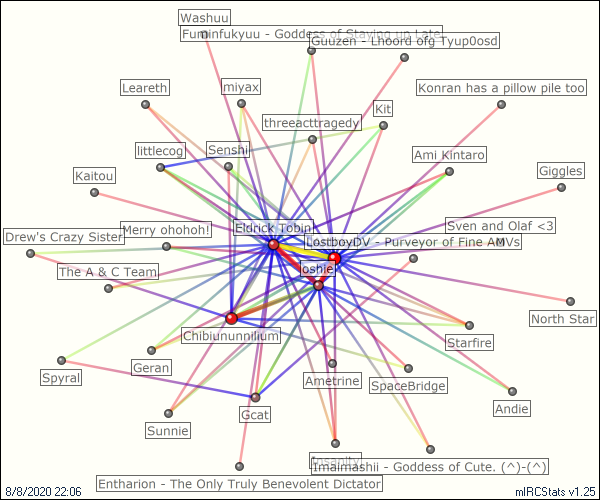 Washuu
Fuminfukyuu - Goddess of Staying up Late
Guuzen - Lhoord ofg Tyup0osd
Leareth
miyax
Konran has a pillow pile too
Kit
threeacttragedy
littlecog
Senshi
Ami Kintaro
Giggles
Kaitou
Merry ohohoh!
Eldrick Tobin
Sven and Olaf <3
Drew's Crazy Sister
LostboyDV - Purveyor of Fine AMVs
The A & C Team
Joshie
North Star
Chibiununnilium
Starfire
Geran
Spyral
Ametrine
SpaceBridge
Gcat
Andie
Sunnie
Insanity
Imairnashii - Goddess of Cute. (^)-(^)
Entharion - The Only Truly Benevolent Dictator
8/8/2020 22:06
mIRCStats v1.25